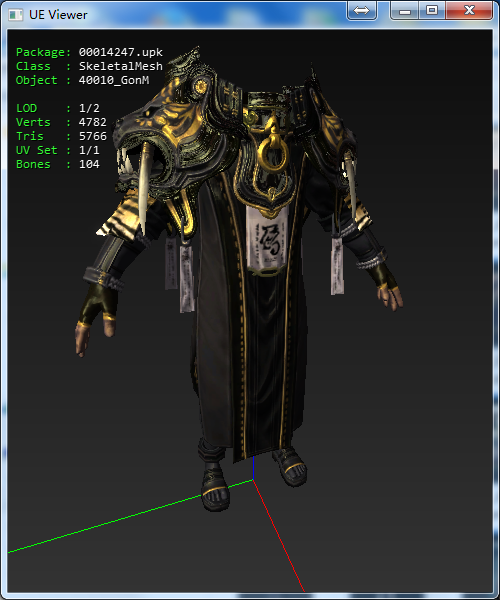 UE Viewer
Package: 00014247.upk
Class : SkeletalMesh
Object : 40010_GonM
LOD : 1/2
Verts : 4782
Tris : 5766
UV Set : 1/1
Bones : 104